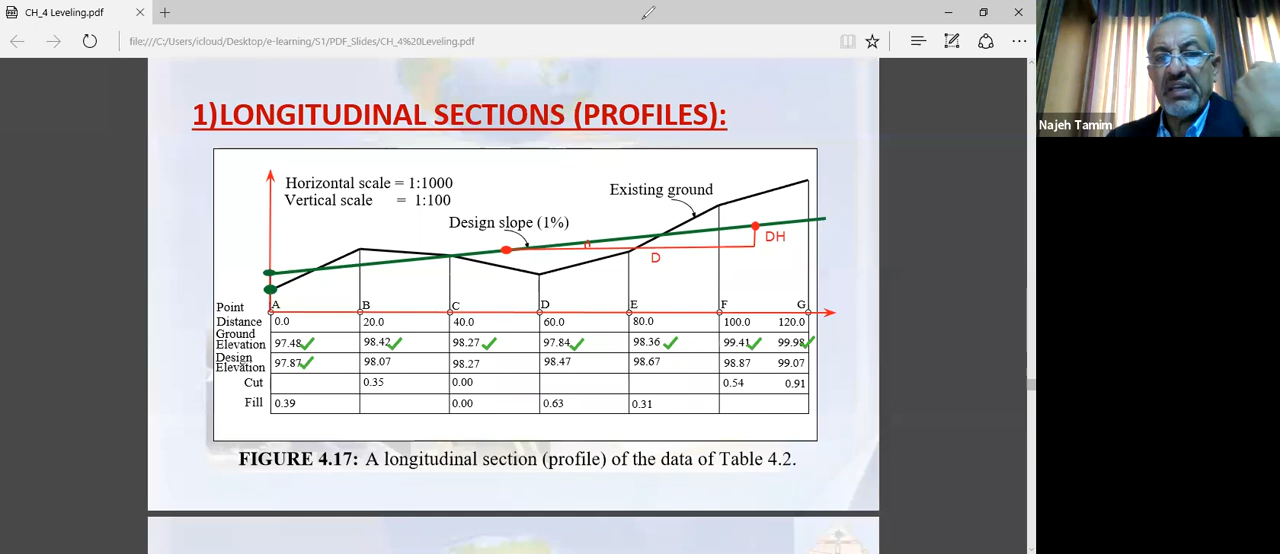 CH_4 Leveling.pdf
file:///C:/Users/icloud/Desktop/e-learning/S1/PDF_Slides/CH_4%20Leveling.pdf
Najeh Tamim
1)LONGITUDINAL SECTIONS (PROFILES):
Horizontal scale = 1:1000
Vertical scale = 1:100
Existing ground
Design slope (1%)
DH
D
Point A B C D E F G
Distance 0.0 20.0 40.0 60.0 80.0 100.0 120.0
Ground
Elevation 97.48 98.42 98.27 97.84 98.36 99.41 99.98
Design
Elevation 97.87 98.07 98.27 98.47 98.67 98.87 99.07
Cut 0.35 0.00 0.54 0.91
Fill 0.39 0.00 0.63 0.31
FIGURE 4.17: A longitudinal section (profile) of the data of Table 4.2.